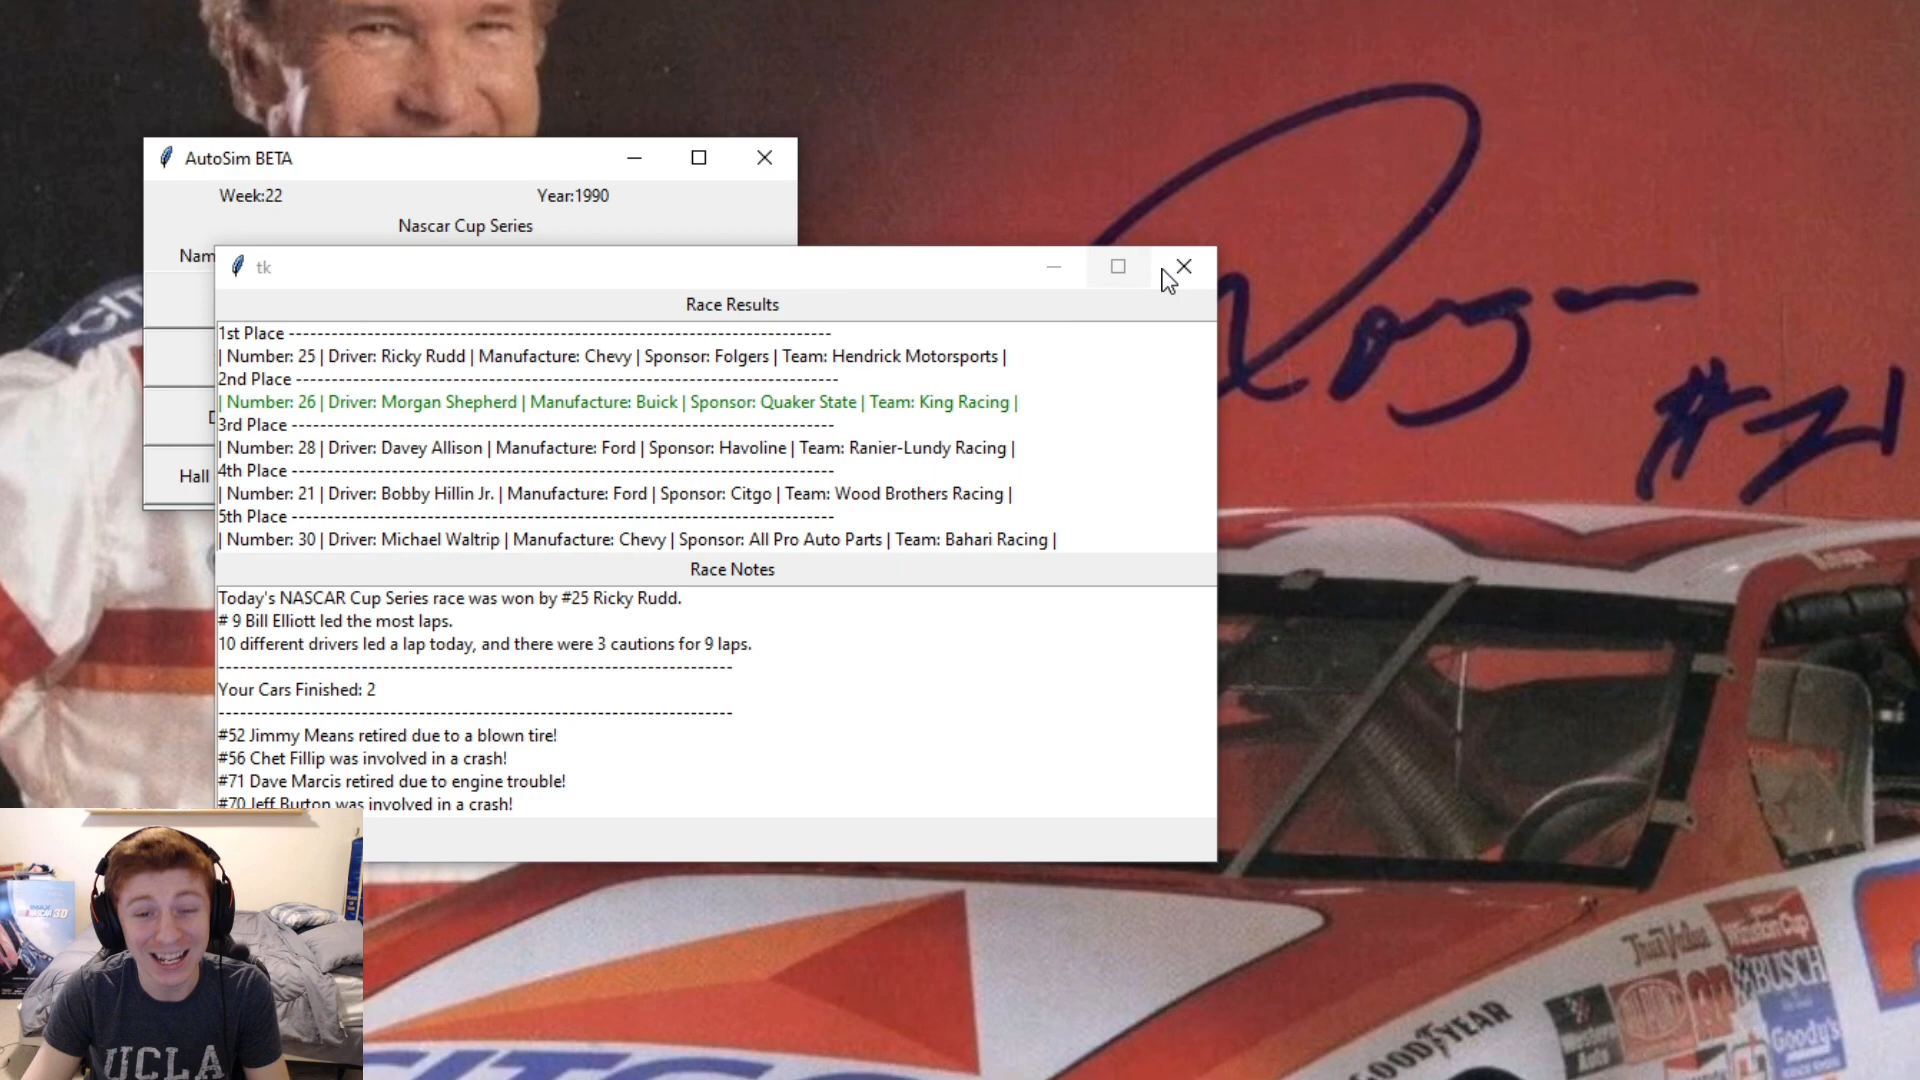 AutoSim BETA
Week:22 Year:1990
Nascar Cup Series
Nam
tk
Race Results
1st Place -----------------------------------------------------------------------------
| Number: 25 | Driver: Ricky Rudd | Manufacture: Chevy | Sponsor: Folgers | Team: Hendrick Motorsports |
2nd Place -----------------------------------------------------------------------------
| Number: 26 | Driver: Morgan Shepherd | Manufacture: Buick | Sponsor: Quaker State | Team: King Racing |
3rd Place -----------------------------------------------------------------------------
| Number: 28 | Driver: Davey Allison | Manufacture: Ford | Sponsor: Havoline | Team: Ranier-Lundy Racing |
4th Place -----------------------------------------------------------------------------
| Number: 21 | Driver: Bobby Hillin Jr. | Manufacture: Ford | Sponsor: Citgo | Team: Wood Brothers Racing |
5th Place -----------------------------------------------------------------------------
| Number: 30 | Driver: Michael Waltrip | Manufacture: Chevy | Sponsor: All Pro Auto Parts | Team: Bahari Racing |
Hall
Race Notes
Today's NASCAR Cup Series race was won by #25 Ricky Rudd.
# 9 Bill Elliott led the most laps.
10 different drivers led a lap today, and there were 3 cautions for 9 laps.
-------------------------------------------------------------------------
Your Cars Finished: 2
-------------------------------------------------------------------------
#52 Jimmy Means retired due to a blown tire!
#56 Chet Fillip was involved in a crash!
#71 Dave Marcis retired due to engine trouble!
#70 Jeff Burton was involved in a crash!
#21
CITGO
GOODYEAR
BUSCH
Goody's
UCLA